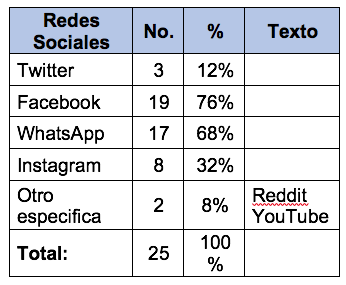 Redes Sociales No. % Texto
Twitter 3 12%
Facebook 19 76%
WhatsApp 17 68%
Instagram 8 32%
Otro especifica 2 8% Reddit YouTube
Total: 25 100 %